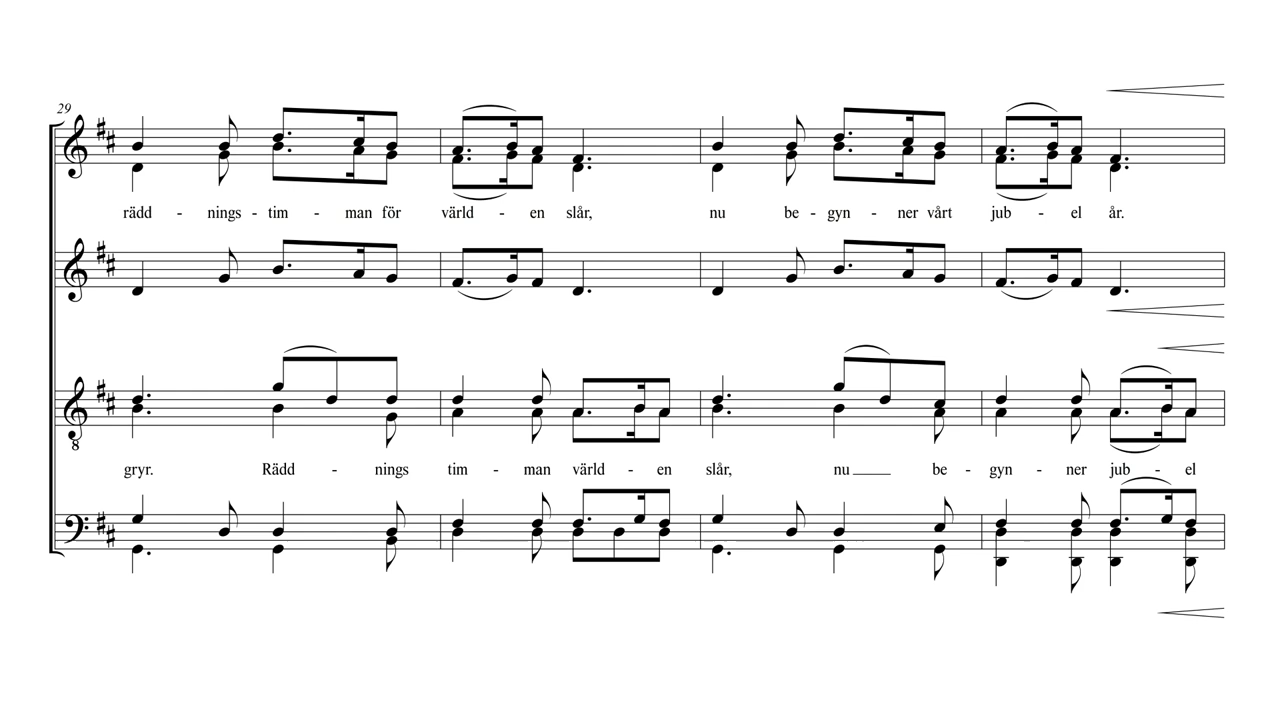 29
rädd - nings - tim - man för värld - en slår, nu be - gyn - ner vårt jub - el år.
8
gryr. Rädd - nings tim - man värld - en slår, nu be - gyn - ner jub - el